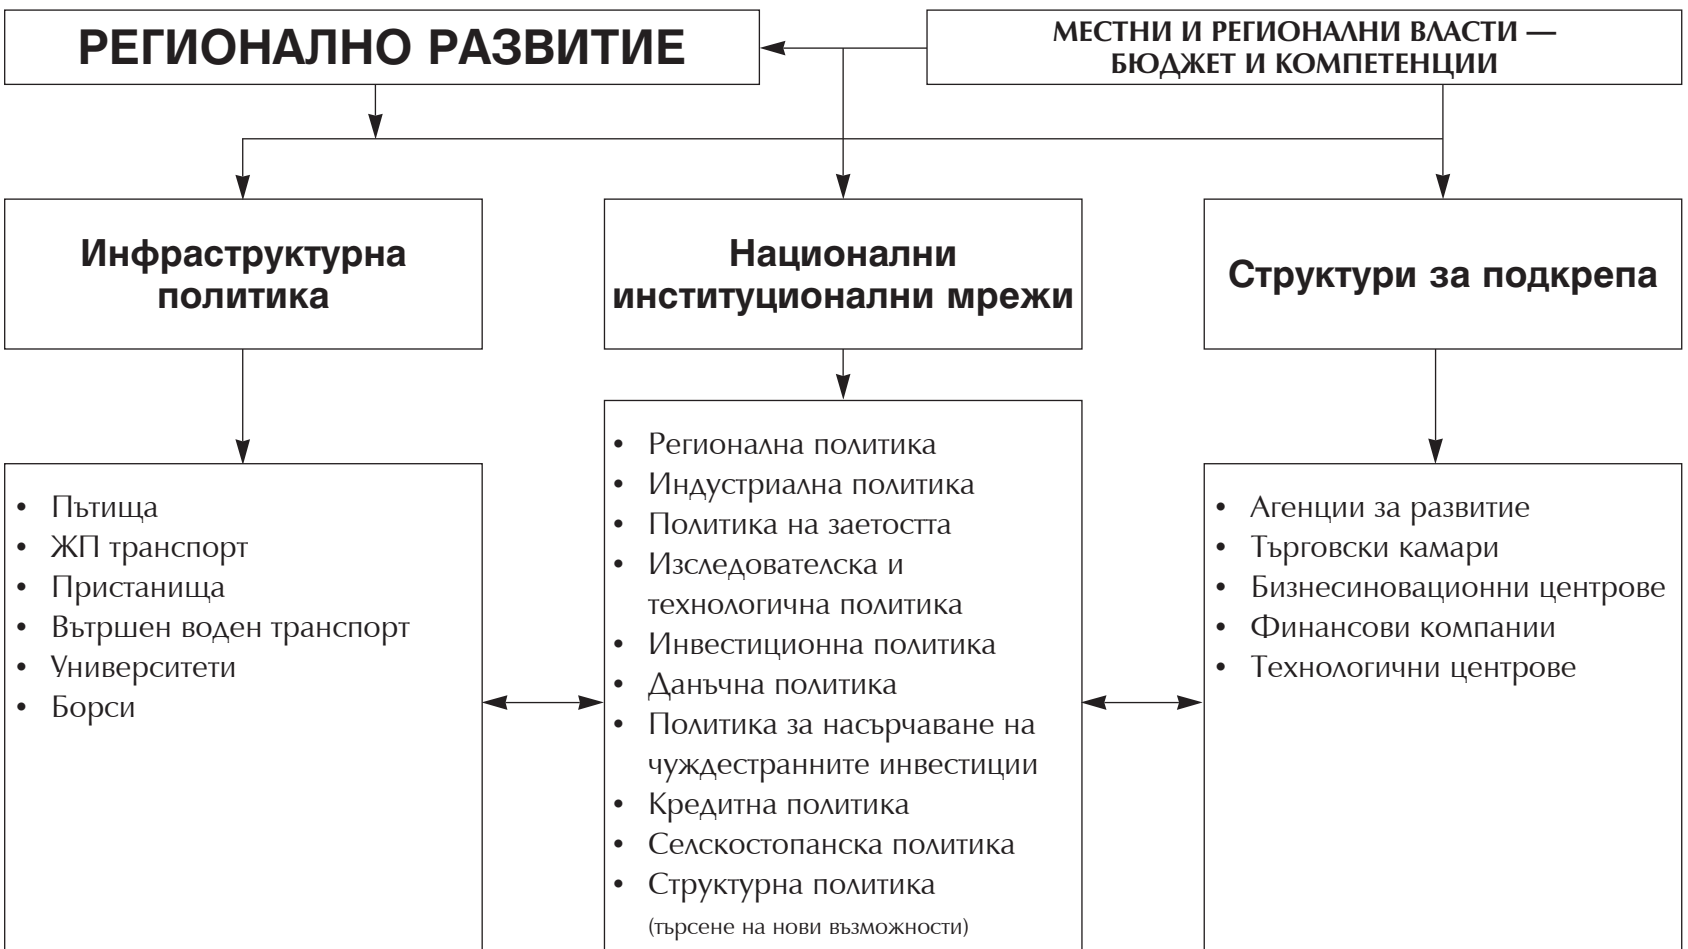 РЕГИОНАЛНО РАЗВИТИЕ
МЕСТНИ И РЕГИОНАЛНИ ВЛАСТИ —
БЮДЖЕТ И КОМПЕТЕНЦИИ
Инфраструктурна
политика
Национални
институционални мрежи
Структури за подкрепа
• Пътища
• ЖП транспорт
• Пристанища
• Вътршен воден транспорт
• Университети
• Борси
• Регионална политика
• Индустриална политика
• Политика на заетостта
• Изследователска и
технологична политика
• Инвестиционна политика
• Данъчна политика
• Политика за насърчаване на
чуждестранните инвестиции
• Кредитна политика
• Селскостопанска политика
• Структурна политика
(търсене на нови възможности)
• Агенции за развитие
• Търговски камари
• Бизнесиновационни центрове
• Финансови компании
• Технологични центрове